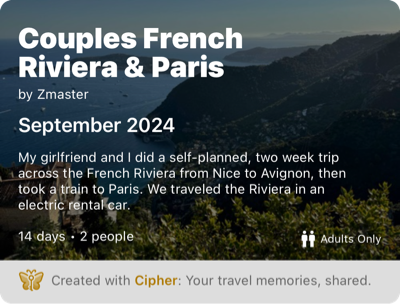 Couples French
Riviera & Paris
by Zmaster
September 2024
My girlfriend and I did a self-planned, two week trip
across the French Riviera from Nice to Avignon, then
took a train to Paris. We traveled the Riviera in an
electric rental car.
14 days • 2 people
Adults Only
Created with Cipher: Your travel memories, shared.